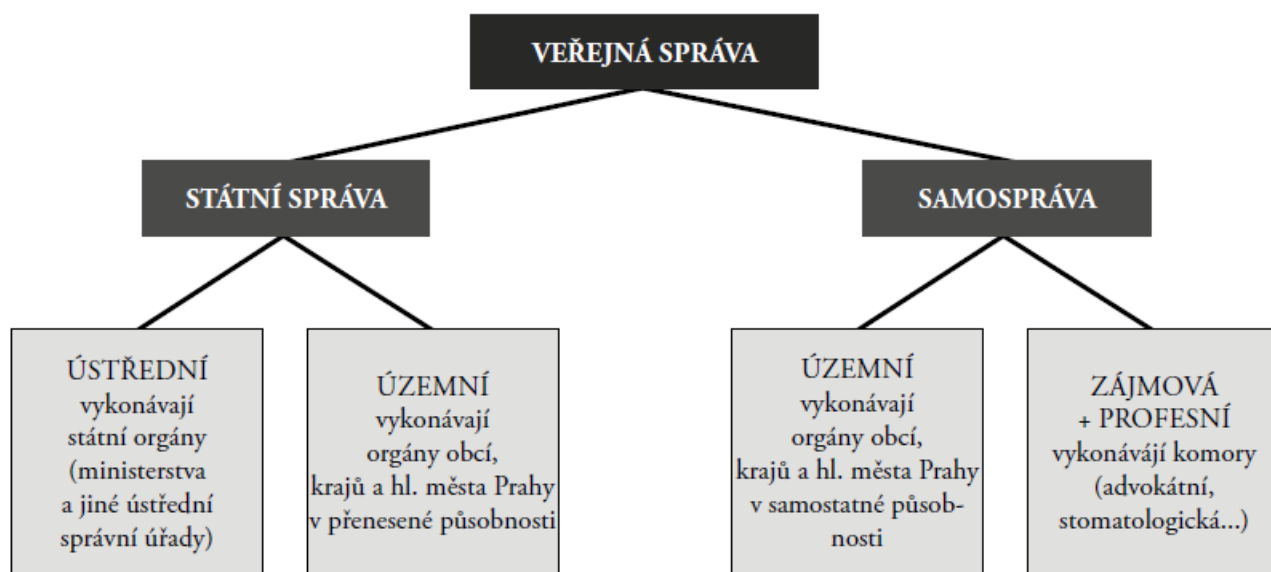 VEŘEJNÁ SPRÁVA
STÁTNÍ SPRÁVA
SAMOSPRÁVA
ÚSTŘEDNÍ
vykonávají
státní orgány
(ministerstva
a jiné ústřední
správní úřady)
ÚZEMNÍ
vykonávají
orgány obcí,
krajů a hl. města Prahy
v přenesené působnosti
ÚZEMNÍ
vykonávají
orgány obcí,
krajů a hl. města Prahy
v samostatné působ-
nosti
ZÁJMOVÁ
+ PROFESNÍ
vykonávájí komory
(advokátní,
stomatologická...)